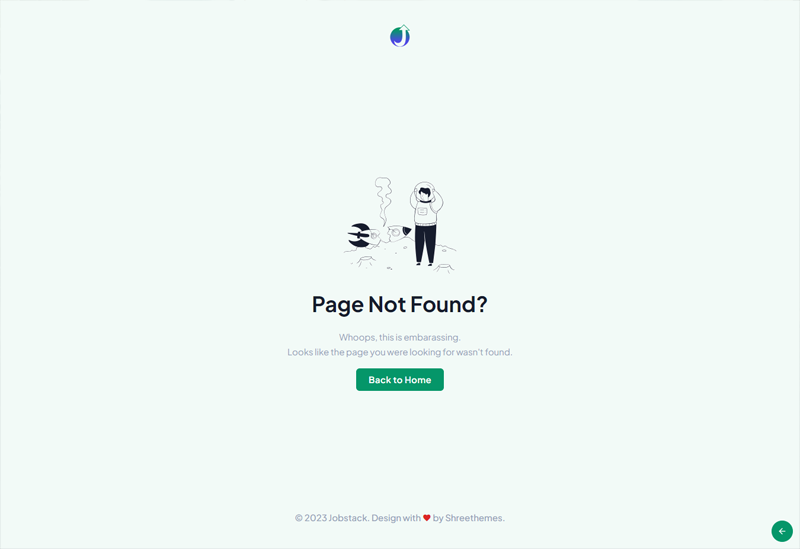 J
Page Not Found?
Whoops, this is embarassing.
Looks like the page you were looking for wasn't found.
Back to Home
© 2023 Jobstack. Design with ❤ by Shreethemes.